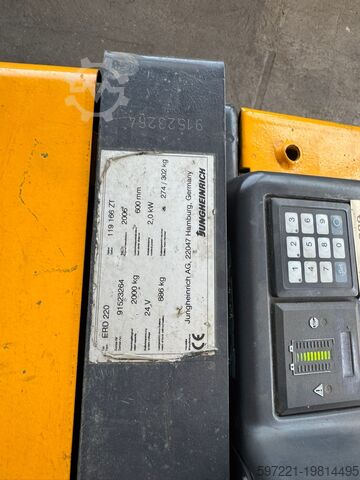 91523264
ERD 220
119 166 ZT
91523264
2006
2000 kg
600 mm
24 V
2,0 kW
686 kg
274 / 302 kg
Jungheinrich AG, 22047 Hamburg, Germany
CE
JUNGHEINRICH
3 6 9
2 5 8 0
1 4 7
597221-19814495